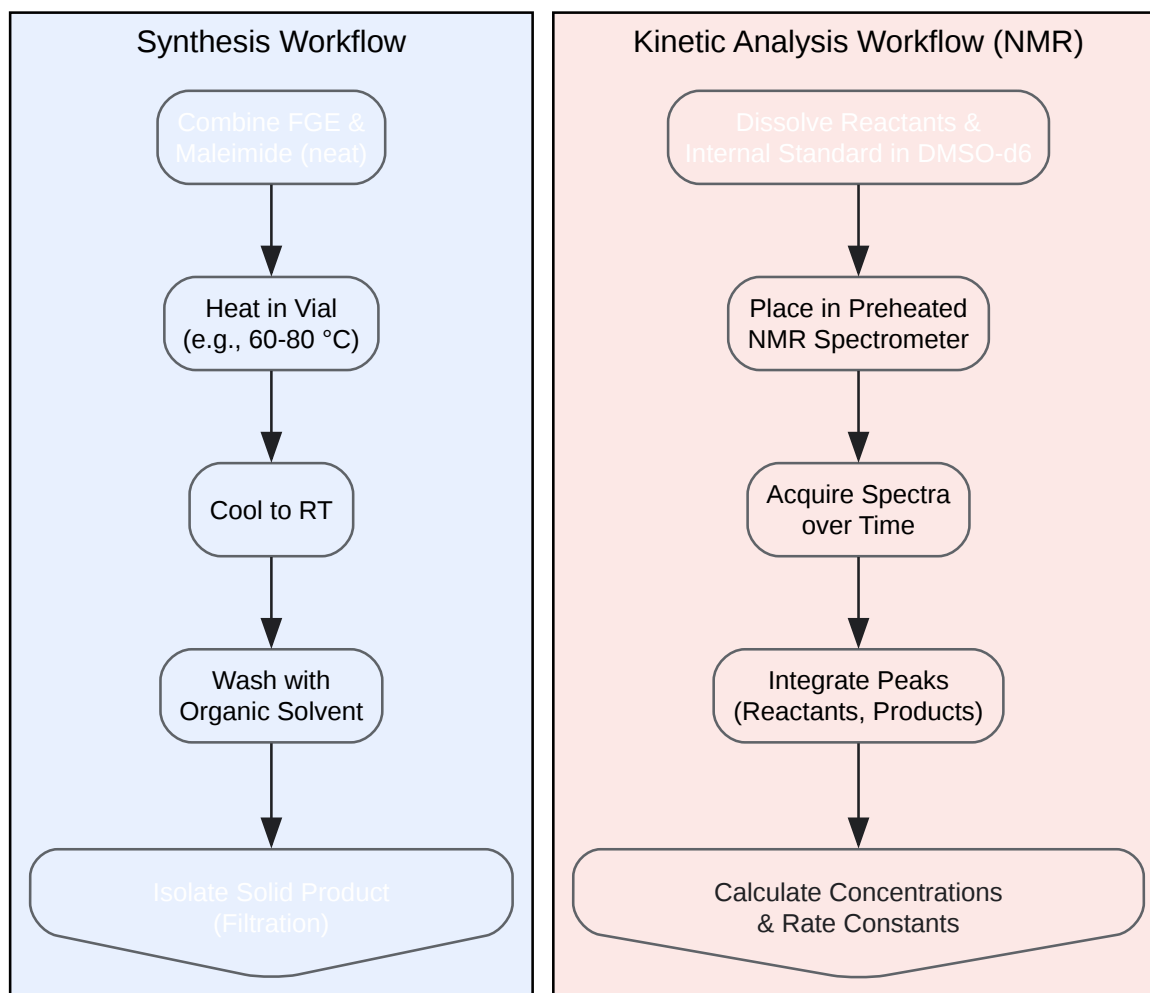 Synthesis Workflow
Combine FGE &
Maleimide (neat)
Heat in Vial
(e.g., 60-80 °C)
Cool to RT
Wash with
Organic Solvent
Isolate Solid Product
(Filtration)
Kinetic Analysis Workflow (NMR)
Dissolve Reactants &
Internal Standard in DMSO-d6
Place in Preheated
NMR Spectrometer
Acquire Spectra
over Time
Integrate Peaks
(Reactants, Products)
Calculate Concentrations
& Rate Constants